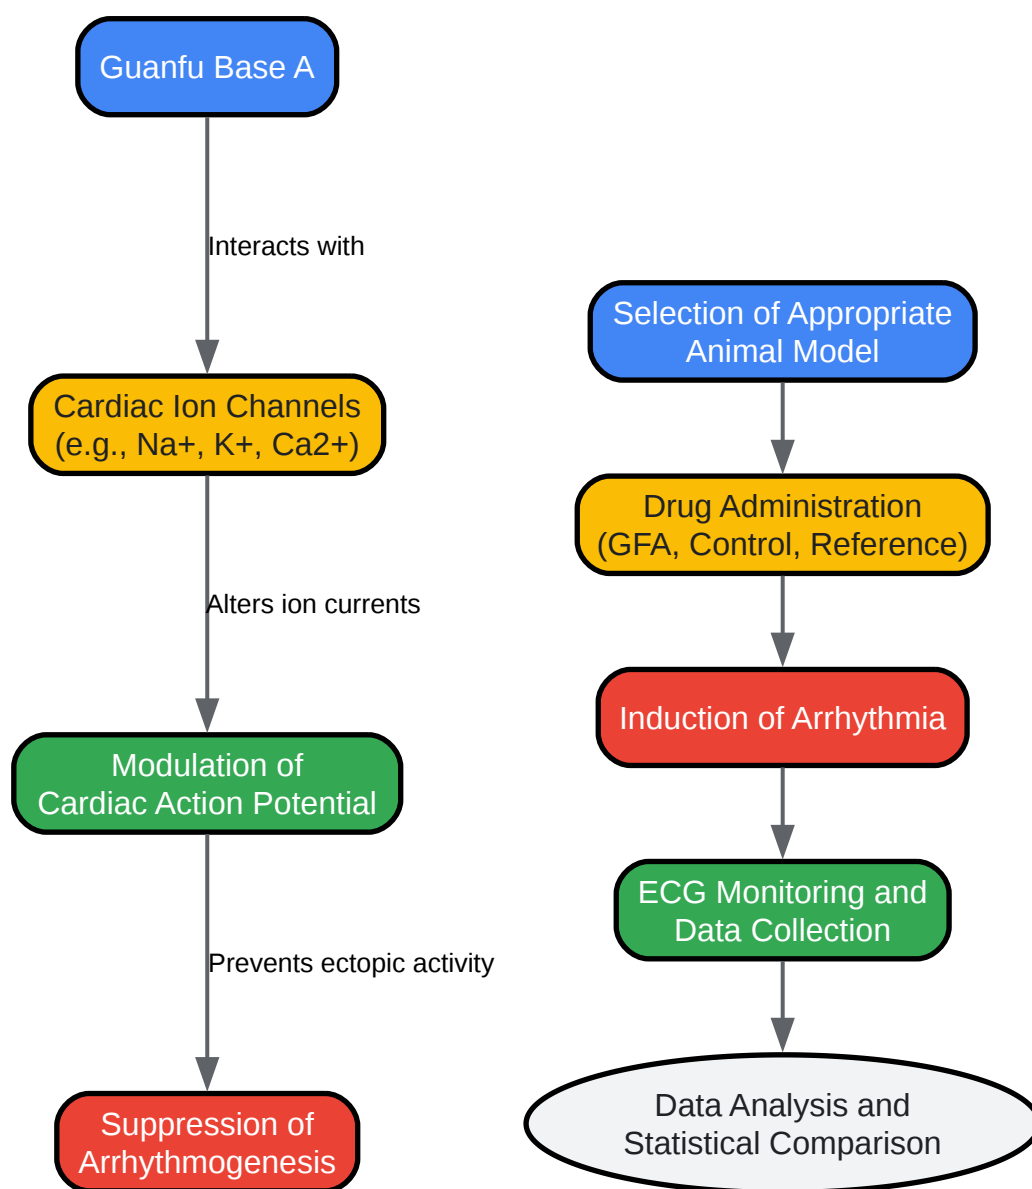 Guanfu Base A
Interacts with
Cardiac Ion Channels
(e.g., Na+, K+, Ca2+)
Alters ion currents
Modulation of
Cardiac Action Potential
Prevents ectopic activity
Suppression of
Arrhythmogenesis
Selection of Appropriate
Animal Model
Drug Administration
(GFA, Control, Reference)
Induction of Arrhythmia
ECG Monitoring and
Data Collection
Data Analysis and
Statistical Comparison